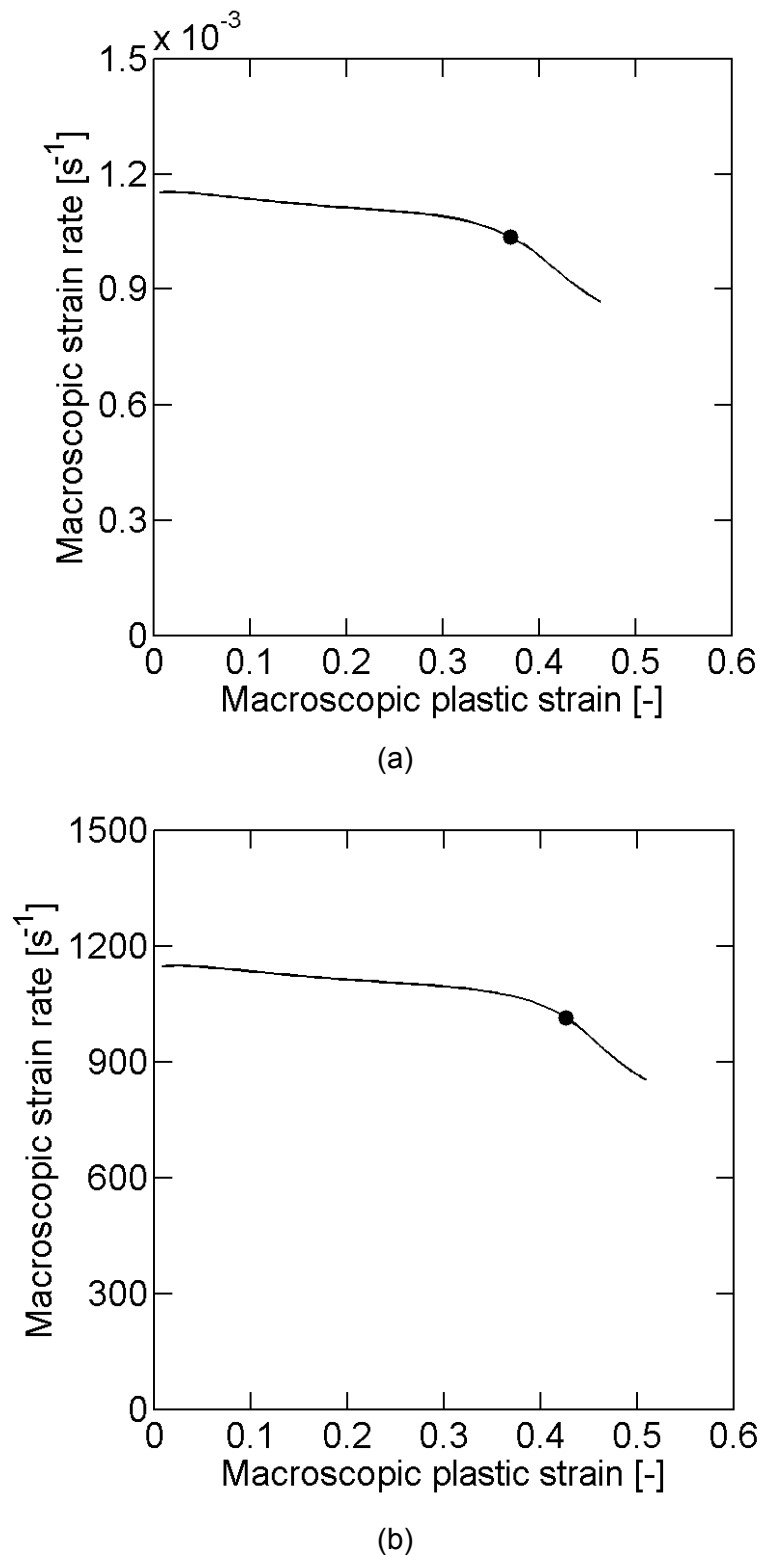 x 10-3
1.5
1.2
0.9
0.6
0.3
0
Macroscopic strain rate [s-1]
0 0.1 0.2 0.3 0.4 0.5 0.6
Macroscopic plastic strain [-]
(a)
1500
1200
900
600
300
0
Macroscopic strain rate [s-1]
0 0.1 0.2 0.3 0.4 0.5 0.6
Macroscopic plastic strain [-]
(b)